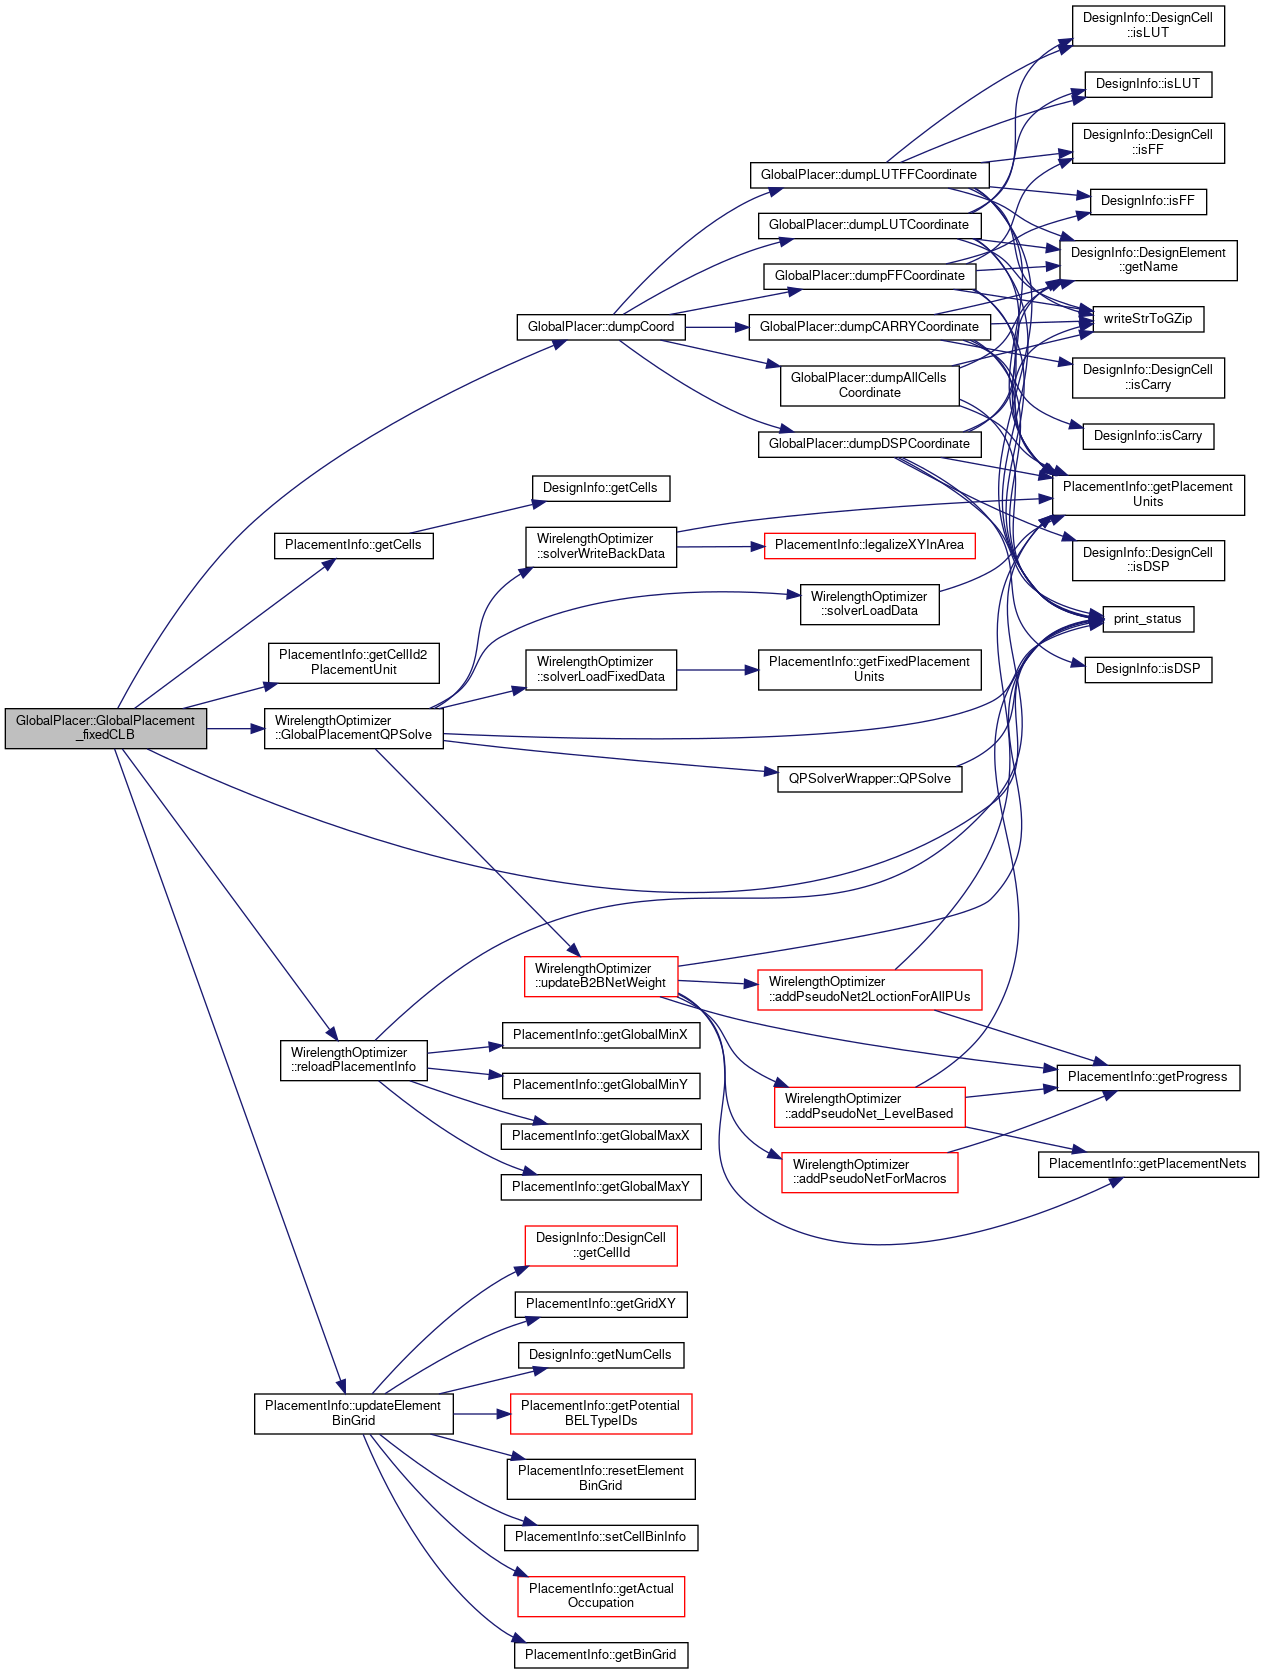 GlobalPlacer::GlobalPlacement
_fixedCLB
GlobalPlacer::dumpCoord
PlacementInfo::getCells
DesignInfo::getCells
PlacementInfo::getCellId2
PlacementUnit
WirelengthOptimizer
::GlobalPlacementQPSolve
WirelengthOptimizer
::reloadPlacementInfo
PlacementInfo::updateElement
BinGrid
WirelengthOptimizer
::solverWriteBackData
WirelengthOptimizer
::solverLoadFixedData
WirelengthOptimizer
::updateB2BNetWeight
PlacementInfo::getGlobalMinX
PlacementInfo::getGlobalMinY
PlacementInfo::getGlobalMaxX
PlacementInfo::getGlobalMaxY
DesignInfo::DesignCell
::getCellId
PlacementInfo::getGridXY
DesignInfo::getNumCells
PlacementInfo::getPotential
BELTypeIDs
PlacementInfo::resetElement
BinGrid
PlacementInfo::setCellBinInfo
PlacementInfo::getActual
Occupation
PlacementInfo::getBinGrid
GlobalPlacer::dumpLUTFFCoordinate
GlobalPlacer::dumpLUTCoordinate
GlobalPlacer::dumpFFCoordinate
GlobalPlacer::dumpCARRYCoordinate
GlobalPlacer::dumpAllCells
Coordinate
GlobalPlacer::dumpDSPCoordinate
PlacementInfo::legalizeXYInArea
WirelengthOptimizer
::solverLoadData
PlacementInfo::getFixedPlacement
Units
QPSolverWrapper::QPSolve
WirelengthOptimizer
::addPseudoNet2LoctionForAllPUs
WirelengthOptimizer
::addPseudoNet_LevelBased
WirelengthOptimizer
::addPseudoNetForMacros
DesignInfo::DesignCell
::isLUT
DesignInfo::isLUT
DesignInfo::DesignCell
::isFF
DesignInfo::isFF
DesignInfo::DesignElement
::getName
writeStrToGZip
DesignInfo::DesignCell
::isCarry
DesignInfo::isCarry
PlacementInfo::getPlacement
Units
DesignInfo::DesignCell
::isDSP
print_status
DesignInfo::isDSP
PlacementInfo::getProgress
PlacementInfo::getPlacementNets